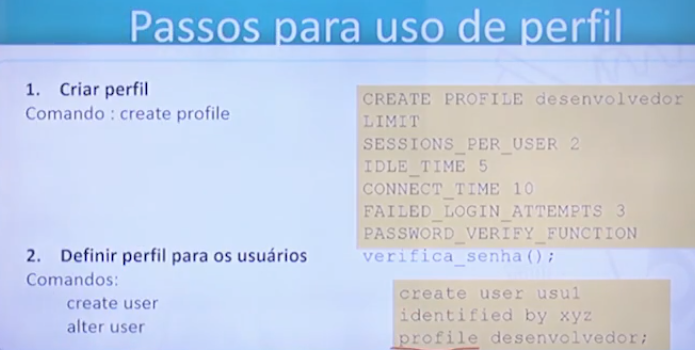 Passos para uso de perfil
1. Criar perfil
Comando : create profile
CREATE PROFILE desenvolvedor
LIMIT
SESSIONS_PER_USER 2
IDLE_TIME 5
CONNECT_TIME 10
FAILED_LOGIN_ATTEMPTS 3
PASSWORD_VERIFY_FUNCTION
verifica_senha();
2. Definir perfil para os usuários
Comandos:
create user
alter user
create user usu1
identified by xyz
profile desenvolvedor;